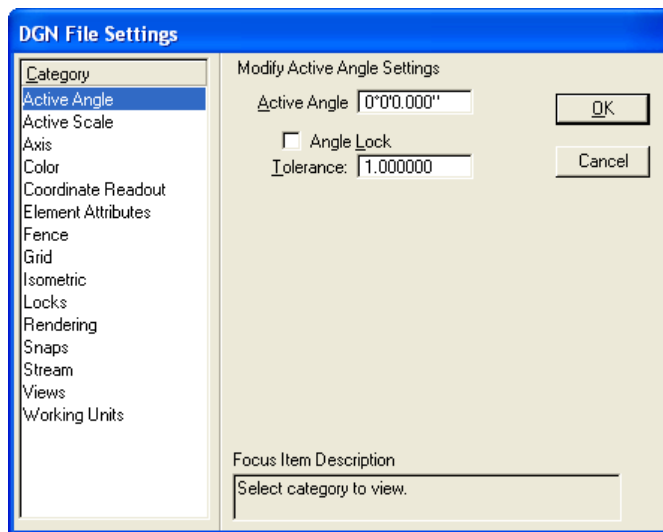 DGN File Settings
Category
Active Angle
Active Scale
Axis
Color
Coordinate Readout
Element Attributes
Fence
Grid
Isometric
Locks
Rendering
Snaps
Stream
Views
Working Units
Modify Active Angle Settings
Active Angle 0°0'0.000"
Angle Lock
Tolerance: 1.000000
OK
Cancel
Focus Item Description
Select category to view.